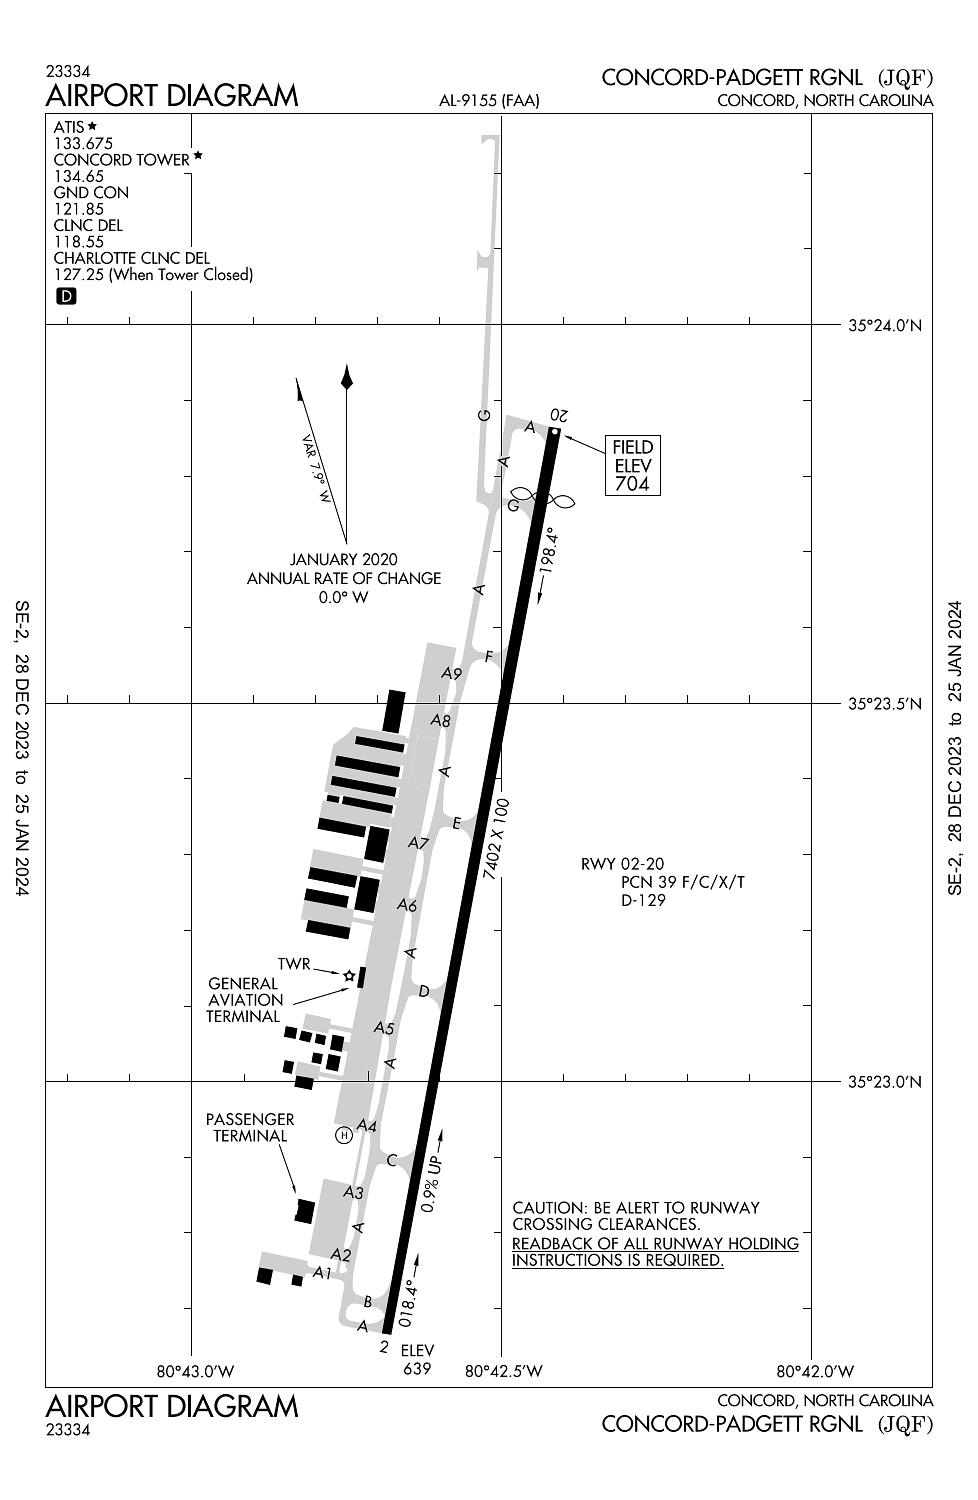 23334
AIRPORT DIAGRAM
AL-9155 (FAA)
CONCORD-PADGETT RGNL (JQF)
CONCORD, NORTH CAROLINA
ATIS ★
133.675
CONCORD TOWER ★
134.65
GND CON
121.85
CLNC DEL
118.55
CHARLOTTE CLNC DEL
127.25 (When Tower Closed)
D
35°24.0'N
VAR 7.9° W
JANUARY 2020
ANNUAL RATE OF CHANGE
0.0° W
G
A
20
FIELD
ELEV
704
A
G
198.4°
A
F
A9
35°23.5'N
A8
A
E
7402 X 100
A7
RWY 02-20
PCN 39 F/C/X/T
D-129
A6
A
TWR
GENERAL
AVIATION
TERMINAL
D
A5
A
35°23.0'N
PASSENGER
TERMINAL
A4
H
C
0.9% UP
A3
A
A2
A1
CAUTION: BE ALERT TO RUNWAY
CROSSING CLEARANCES.
READBACK OF ALL RUNWAY HOLDING
INSTRUCTIONS IS REQUIRED.
B
018.4°
A
2
ELEV
639
80°43.0'W
80°42.5'W
80°42.0'W
SE-2, 28 DEC 2023 to 25 JAN 2024
SE-2, 28 DEC 2023 to 25 JAN 2024
AIRPORT DIAGRAM
23334
CONCORD, NORTH CAROLINA
CONCORD-PADGETT RGNL (JQF)